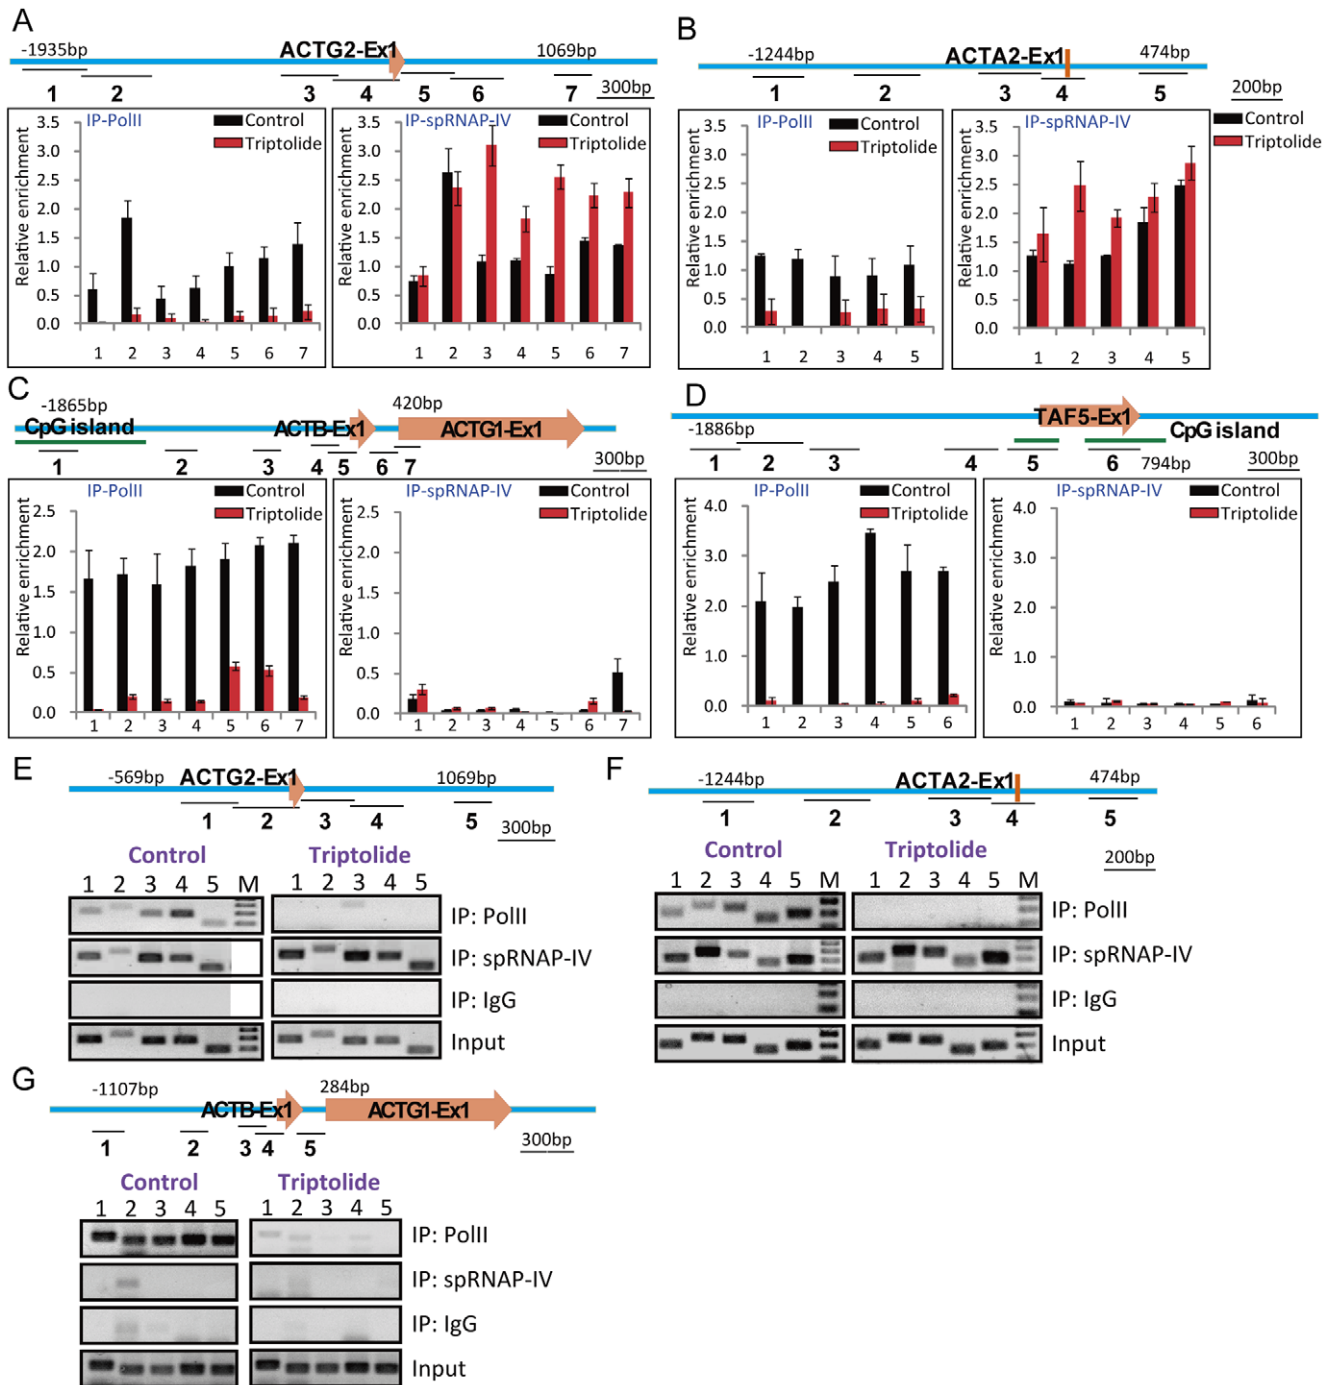 A
-1935bp
ACTG2-Ex1
1069bp
1 2 3 4 5 6 7
300bp
IP-PolII
Control
Triptolide
Relative enrichment
3.5
3.0
2.5
2.0
1.5
1.0
0.5
0.0
1 2 3 4 5 6 7
IP-spRNAP-IV
Control
Triptolide
Relative enrichment
3.5
3.0
2.5
2.0
1.5
1.0
0.5
0.0
1 2 3 4 5 6 7
B
-1244bp
ACTA2-Ex1
474bp
1 2 3 4 5
200bp
IP-PolII
Control
Triptolide
Relative enrichment
3.5
3.0
2.5
2.0
1.5
1.0
0.5
0.0
1 2 3 4 5
IP-spRNAP-IV
Control
Triptolide
Relative enrichment
3.5
3.0
2.5
2.0
1.5
1.0
0.5
0.0
1 2 3 4 5
C
-1865bp
CpG island
ACTB-Ex1
420bp
ACTG1-Ex1
1 2 3 4 5 6 7
300bp
IP-PolII
Control
Triptolide
Relative enrichment
2.5
2.0
1.5
1.0
0.5
0.0
1 2 3 4 5 6 7
IP-spRNAP-IV
Control
Triptolide
Relative enrichment
2.5
2.0
1.5
1.0
0.5
0.0
1 2 3 4 5 6 7
D
-1886bp
TAF5-Ex1
CpG island
1 2 3 4 5 6
794bp
300bp
IP-PolII
Control
Triptolide
Relative enrichment
4.0
3.0
2.0
1.0
0.0
1 2 3 4 5 6
IP-spRNAP-IV
Control
Triptolide
Relative enrichment
4.0
3.0
2.0
1.0
0.0
1 2 3 4 5 6
E
-569bp
ACTG2-Ex1
1069bp
1 2 3 4 5
300bp
Control
Triptolide
1 2 3 4 5 M
1 2 3 4 5
IP: PolII
IP: spRNAP-IV
IP: IgG
Input
F
-1244bp
ACTA2-Ex1
474bp
1 2 3 4 5
200bp
Control
Triptolide
1 2 3 4 5 M
1 2 3 4 5 M
IP: PolII
IP: spRNAP-IV
IP: IgG
Input
G
-1107bp
ACTB-Ex1
284bp
ACTG1-Ex1
1 2 3 4 5
300bp
Control
Triptolide
1 2 3 4 5
1 2 3 4 5
IP: PolII
IP: spRNAP-IV
IP: IgG
Input